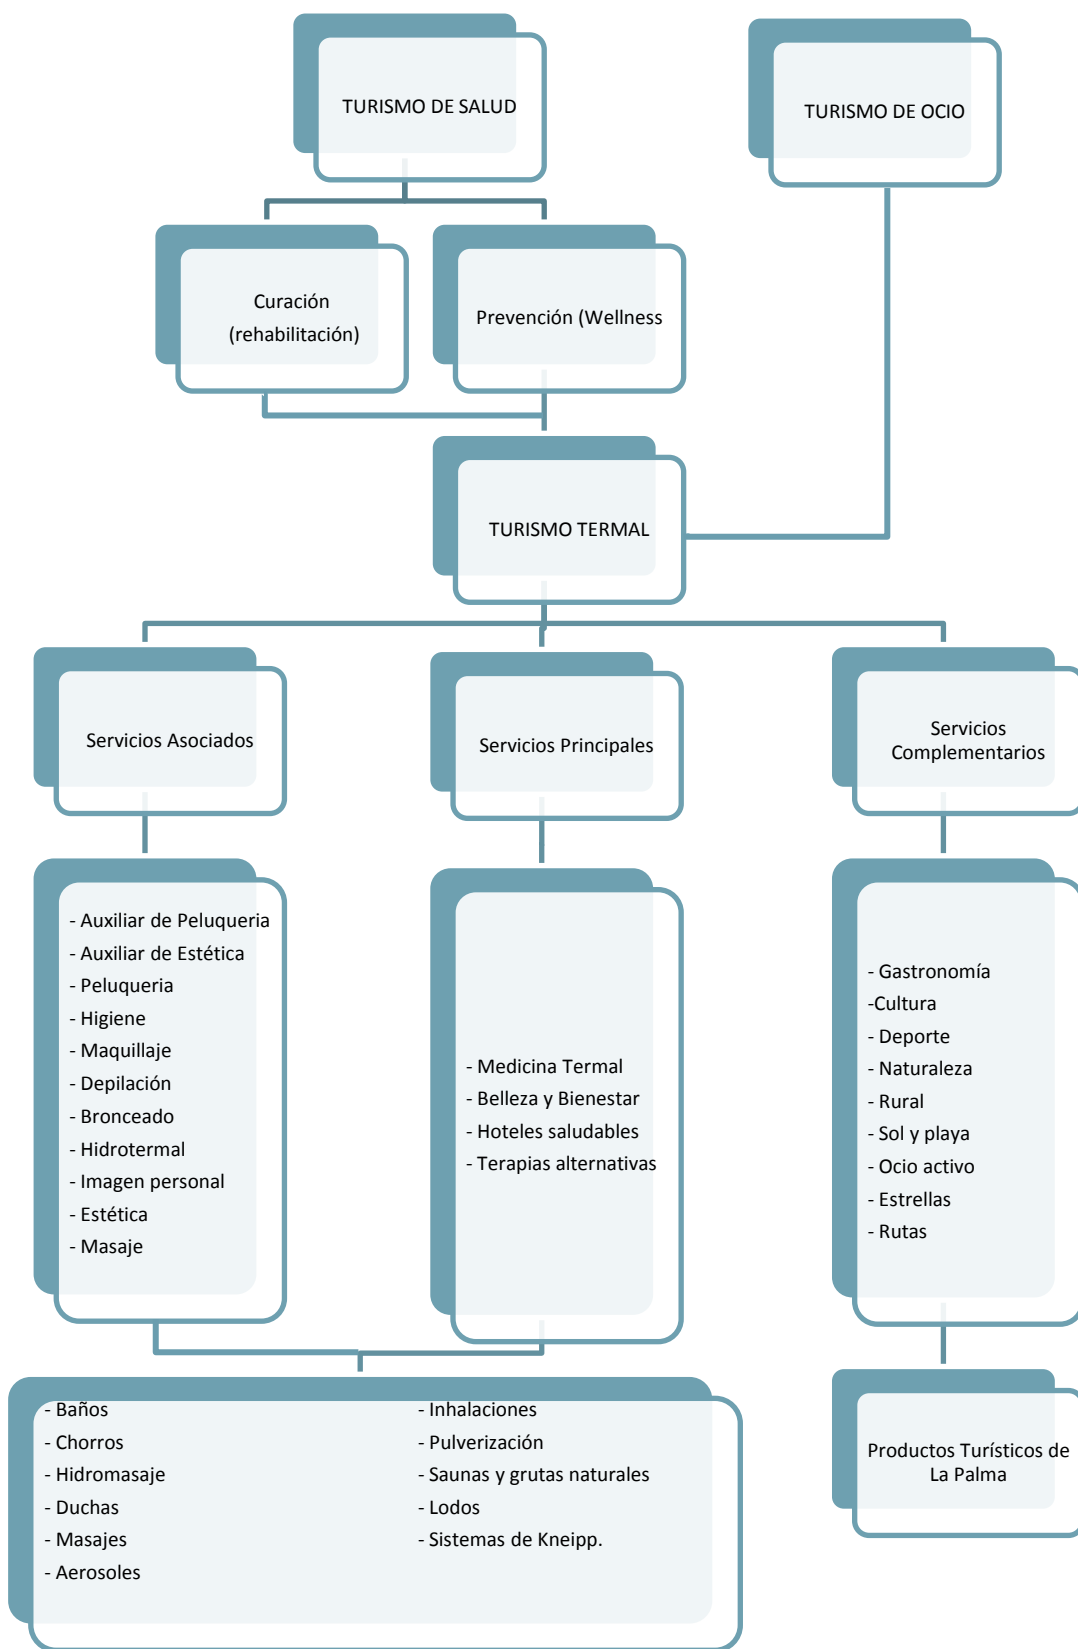 TURISMO DE SALUD
TURISMO DE OCIO
Curación
(rehabilitación)
Prevención (Wellness
TURISMO TERMAL
Servicios Asociados
Servicios Principales
Servicios
Complementarios
- Auxiliar de Peluqueria
- Auxiliar de Estética
- Peluqueria
- Higiene
- Maquillaje
- Depilación
- Bronceado
- Hidrotermal
- Imagen personal
- Estética
- Masaje
- Medicina Termal
- Belleza y Bienestar
- Hoteles saludables
- Terapias alternativas
- Gastronomía
-Cultura
- Deporte
- Naturaleza
- Rural
- Sol y playa
- Ocio activo
- Estrellas
- Rutas
- Baños
- Chorros
- Hidromasaje
- Duchas
- Masajes
- Aerosoles
- Inhalaciones
- Pulverización
- Saunas y grutas naturales
- Lodos
- Sistemas de Kneipp.
Productos Turísticos de
La Palma